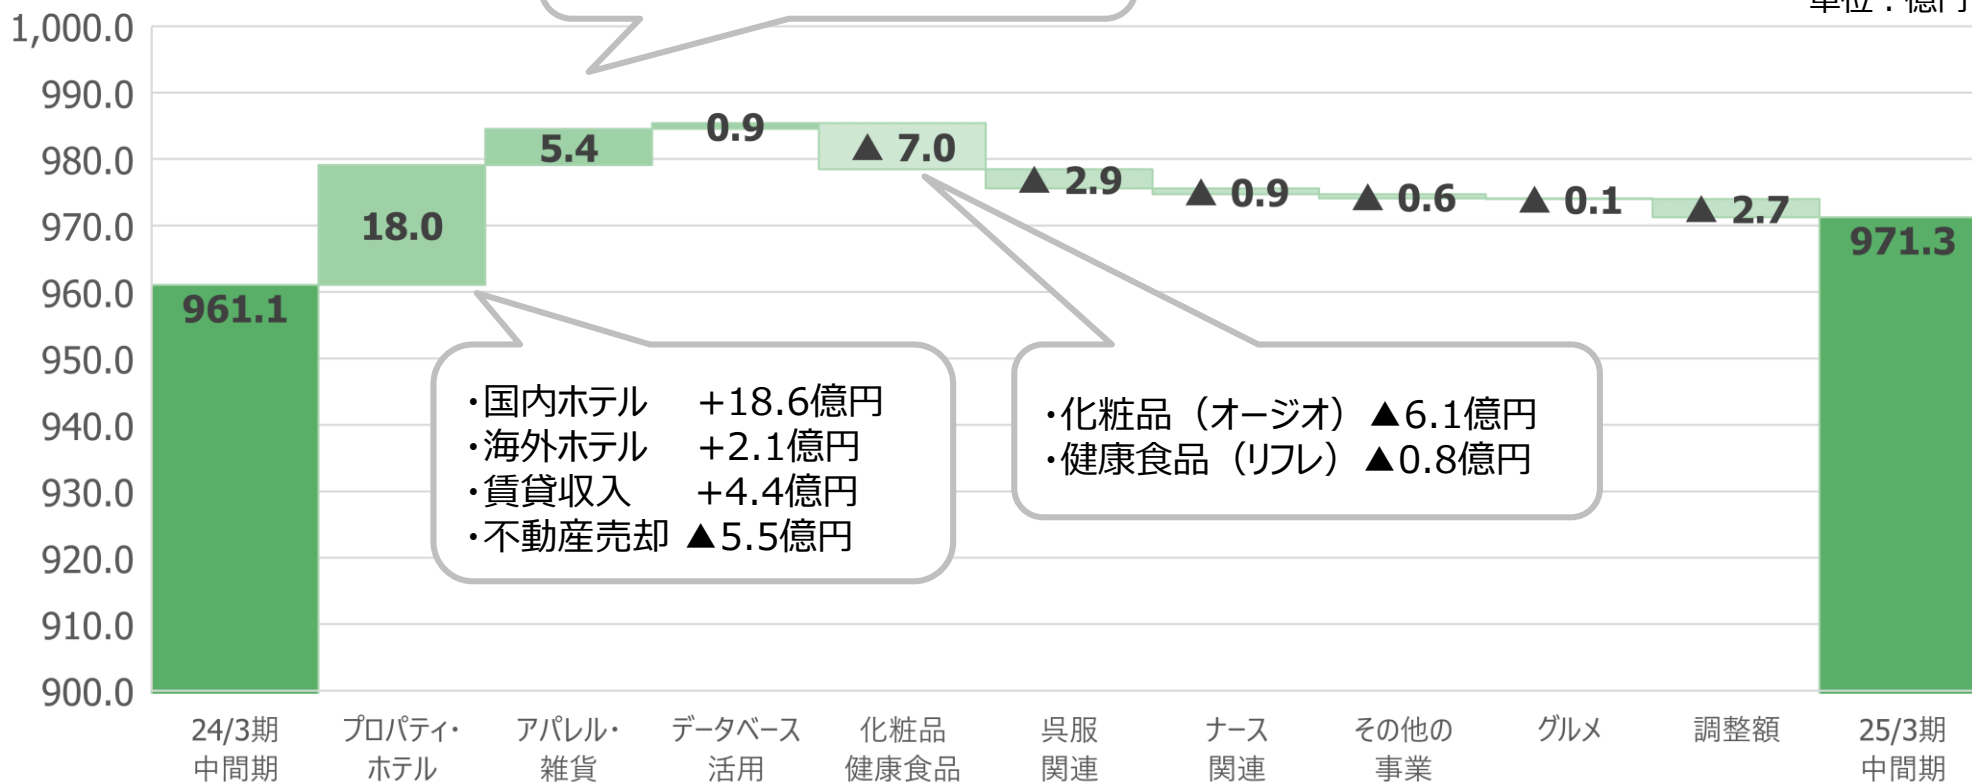 単位：億円
1,000.0
990.0
980.0
970.0
960.0
950.0
940.0
930.0
920.0
910.0
900.0
961.1
18.0
5.4
0.9
▲ 7.0
▲ 2.9
▲ 0.9
▲ 0.6
▲ 0.1
▲ 2.7
971.3
・国内ホテル +18.6億円
・海外ホテル +2.1億円
・賃貸収入 +4.4億円
・不動産売却 ▲5.5億円
・化粧品（オージオ）▲6.1億円
・健康食品（リフレ）▲0.8億円
24/3期
中間期
プロパティ・
ホテル
アパレル・
雑貨
データベース
活用
化粧品
健康食品
呉服
関連
ナース
関連
その他の
事業
グルメ
調整額
25/3期
中間期